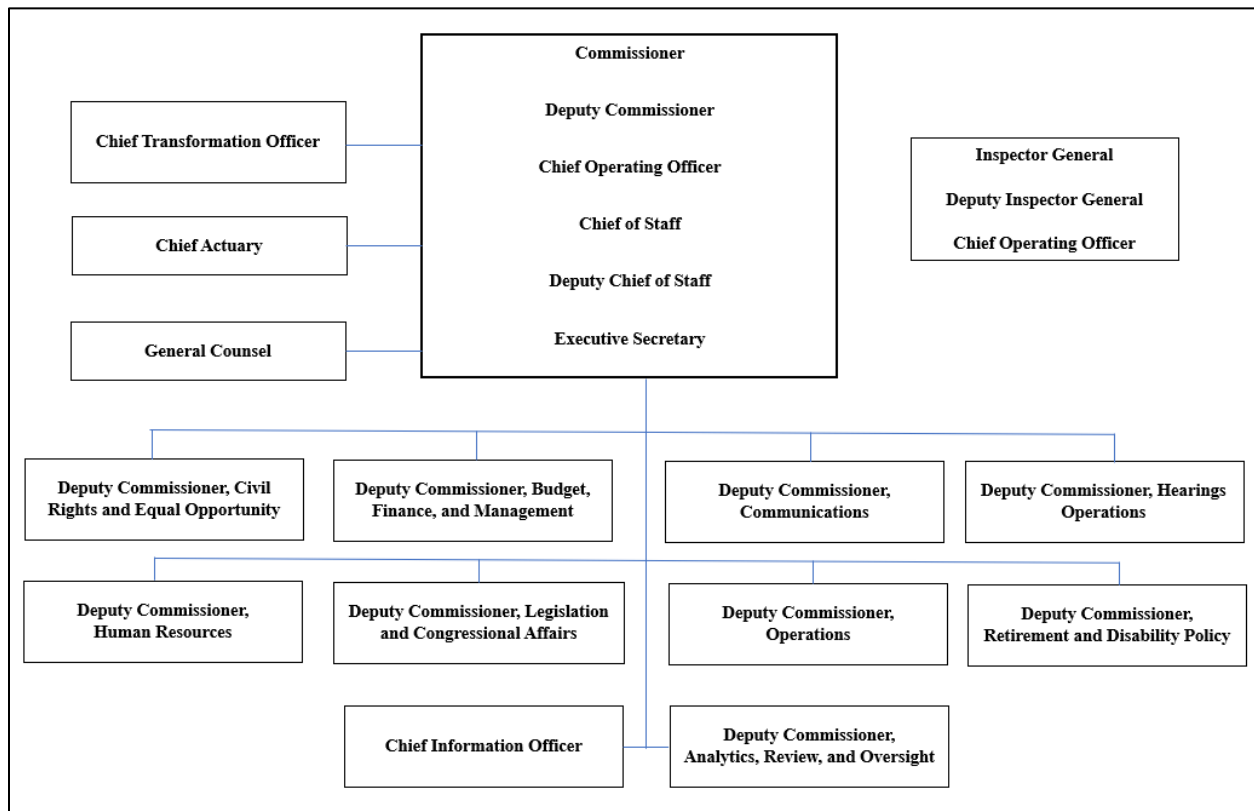 Commissioner
Deputy Commissioner
Chief Operating Officer
Chief of Staff
Deputy Chief of Staff
Executive Secretary
Chief Transformation Officer
Chief Actuary
General Counsel
Inspector General
Deputy Inspector General
Chief Operating Officer
Deputy Commissioner, Civil
Rights and Equal Opportunity
Deputy Commissioner, Budget,
Finance, and Management
Deputy Commissioner,
Communications
Deputy Commissioner, Hearings
Operations
Deputy Commissioner,
Human Resources
Deputy Commissioner, Legislation
and Congressional Affairs
Deputy Commissioner,
Operations
Deputy Commissioner,
Retirement and Disability Policy
Chief Information Officer
Deputy Commissioner,
Analytics, Review, and Oversight